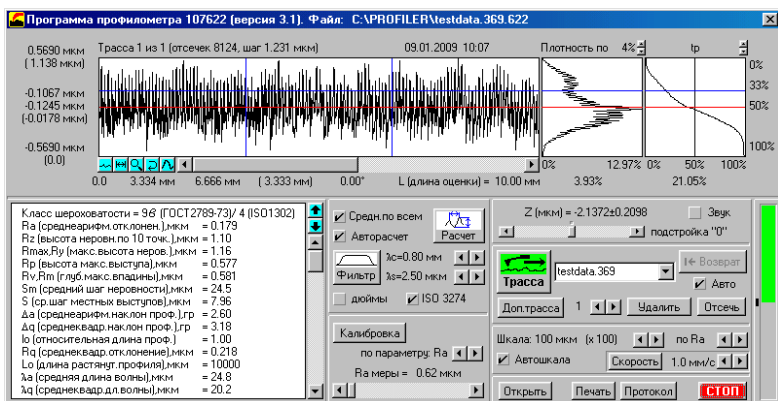 Программа профилометра 107622 (версия 3.1). Файл: C:\PROFILER\testdata.369.622
0.5690 мкм Трасса 1 из 1 (отсечек 8124, шаг 1.231 мкм) 09.01.2009 10:07 Плотность по 4% tp
(1.138 мкм) 0%
-0.1067 мкм 33%
-0.1245 мкм 50%
(-0.0178 мкм)
-0.5690 мкм 100%
(0.0) 0% 12.97% 0% 50% 100%
0.0 3.334 мм 6.666 мм (3.333 мм) 0.00° L (длина оценки) = 10.00 мм 3.93% 21.05%
Класс шероховатости = 9б (ГОСТ2789-73)/ 4 (ISO1302)
Ra (среднеарифм.отклонен.),мкм = 0.179
Rz (высота неровн.по 10 точк.),мкм = 1.10
Rmax,Ry (макс.высота неров.),мкм = 1.16
Rp (высота макс.выступа),мкм = 0.577
Rv,Rm (глуб.макс.впадины),мкм = 0.581
Sm (средний шаг неровности),мкм = 24.5
S (ср.шаг местных выступов),мкм = 7.96
Δa (среднеарифм.наклон проф.),гр = 2.60
Δq (среднеквадр.наклон проф.),гр = 3.18
lo (относительная длина проф.) = 1.00
Rq (среднеквадр.отклонение),мкм = 0.218
Lo (длина растянут.профиля),мкм = 10000
λa (средняя длина волны),мкм = 24.8
λq (среднеквадр.дл.волны),мкм = 20.2
Средн.по всем
Авторасчет Расчет
λc=0.80 мм
Фильтр λs=2.50 мкм
дюймы ISO 3274
Калибровка
по параметру: Ra
Ra меры = 0.62 мкм
Z (мкм) = -2.1372±0.2098 Звук
подстройка "0"
Трасса testdata.369 Возврат
Авто
Доп.трасса 1 Удалить Отсечь
Шкала: 100 мкм (x 100) по Ra
Автошкала Скорость 1.0 мм/с
Открыть Печать Протокол СТОП